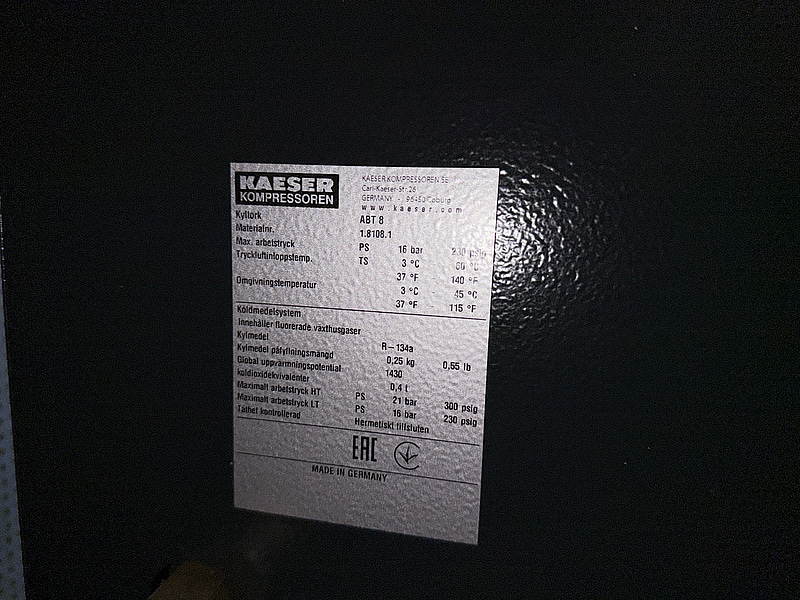 KAESER
KOMPRESSOREN
KAESER KOMPRESSOREN SE
Carl-Kaeser-Str. 26
GERMANY - 96450 Coburg
www.kaeser.com
Kyltork ABT 8
Materialnr. 1.8108.1
Max. arbetstryck PS 16 bar 230 psig
Tryckluftinloppstemp. TS 3 °C 60 °C
37 °F 140 °F
Omgivningstemperatur 3 °C 45 °C
37 °F 115 °F
Köldmedelsystem
Innehåller fluorerade växthusgaser
Kylmedel R-134a
Kylmedel påfyllningsmängd 0,25 kg 0,55 lb
Global uppvärmningspotential 1430
koldioxidekvivalenter 0,4 t
Maximalt arbetstryck HT PS 21 bar 300 psig
Maximalt arbetstryck LT PS 16 bar 230 psig
Täthet kontrollerad Hermetiskt tillsluten
EAC
MADE IN GERMANY